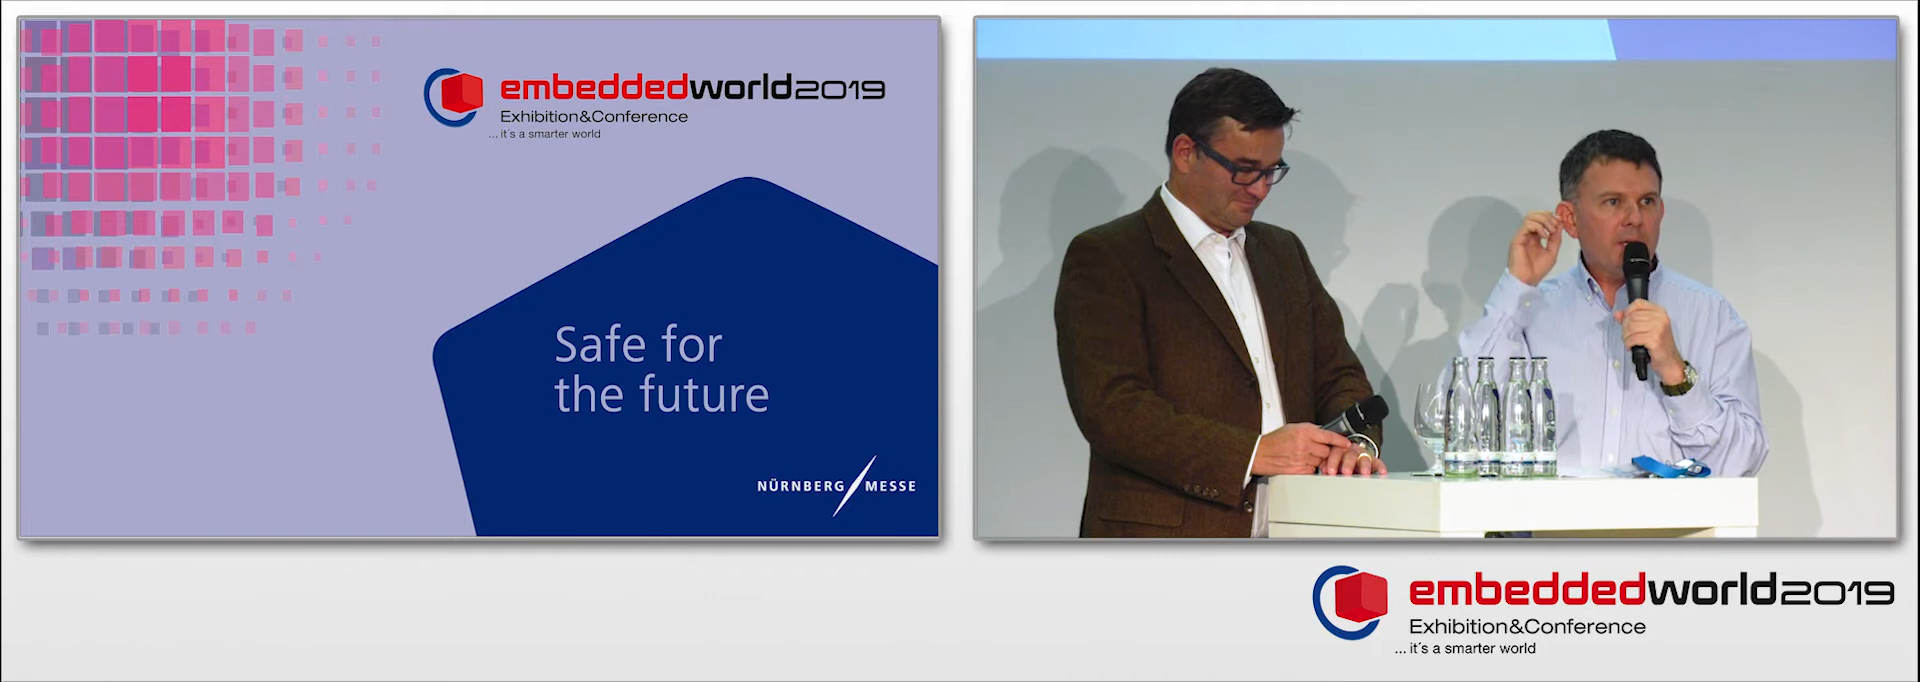 embeddedworld2019
Exhibition&Conference
... it´s a smarter world
Safe for
the future
NÜRNBERG MESSE
embeddedworld2019
Exhibition&Conference
... it´s a smarter world